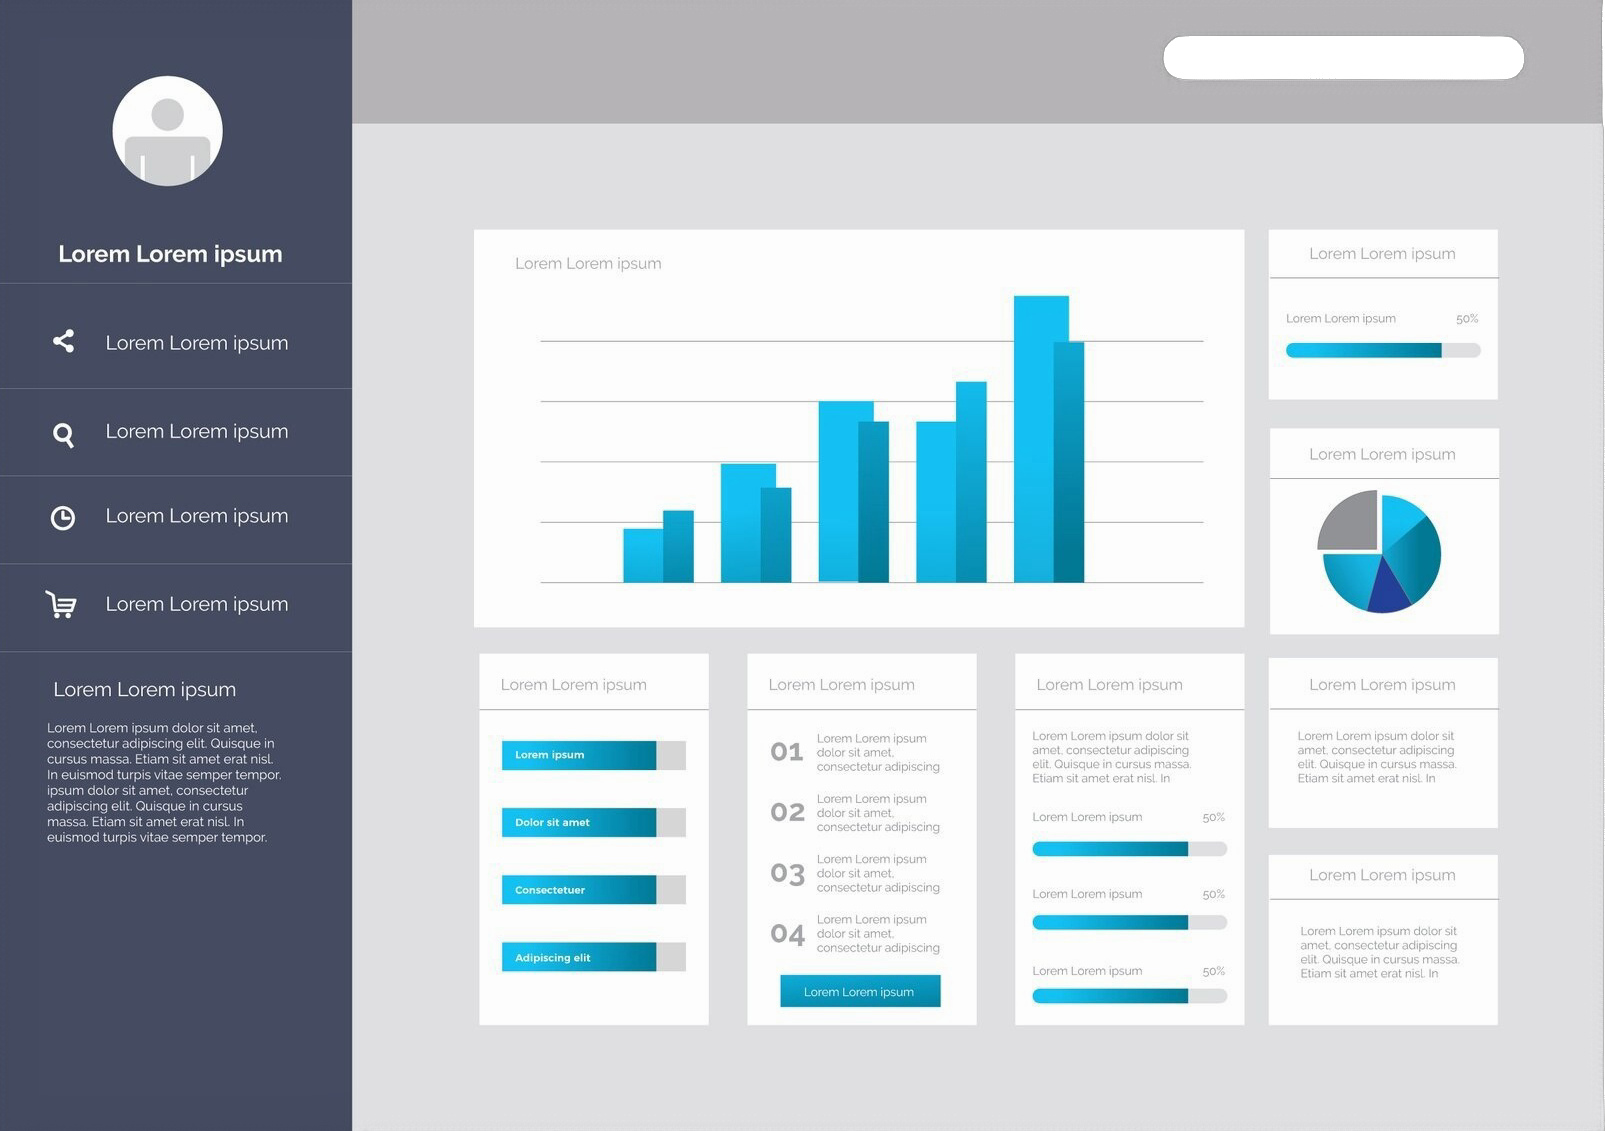 Lorem Lorem ipsum
Lorem Lorem ipsum
Lorem Lorem ipsum
Lorem Lorem ipsum
Lorem Lorem ipsum
Lorem Lorem ipsum
Lorem Lorem ipsum dolor sit amet,
consectetur adipiscing elit. Quisque in
cursus massa. Etiam sit amet erat nisl.
In euismod turpis vitae semper tempor.
ipsum dolor sit amet, consectetur
adipiscing elit. Quisque in cursus
massa. Etiam sit amet erat nisl. In
euismod turpis vitae semper tempor.
Lorem Lorem ipsum
Lorem Lorem ipsum
Lorem Lorem ipsum 50%
Lorem Lorem ipsum
Lorem Lorem ipsum
Lorem ipsum
Dolor sit amet
Consectetuer
Adipiscing elit
Lorem Lorem ipsum
01
Lorem Lorem ipsum
dolor sit amet,
consectetur adipiscing
02
Lorem Lorem ipsum
dolor sit amet,
consectetur adipiscing
03
Lorem Lorem ipsum
dolor sit amet,
consectetur adipiscing
04
Lorem Lorem ipsum
dolor sit amet,
consectetur adipiscing
Lorem Lorem ipsum
Lorem Lorem ipsum
Lorem Lorem ipsum dolor sit
amet, consectetur adipiscing
elit. Quisque in cursus massa.
Etiam sit amet erat nisl. In
Lorem Lorem ipsum 50%
Lorem Lorem ipsum 50%
Lorem Lorem ipsum 50%
Lorem Lorem ipsum
Lorem Lorem ipsum dolor sit
amet, consectetur adipiscing
elit. Quisque in cursus massa.
Etiam sit amet erat nisl. In
Lorem Lorem ipsum
Lorem Lorem ipsum dolor sit
amet, consectetur adipiscing
elit. Quisque in cursus massa.
Etiam sit amet erat nisl. In